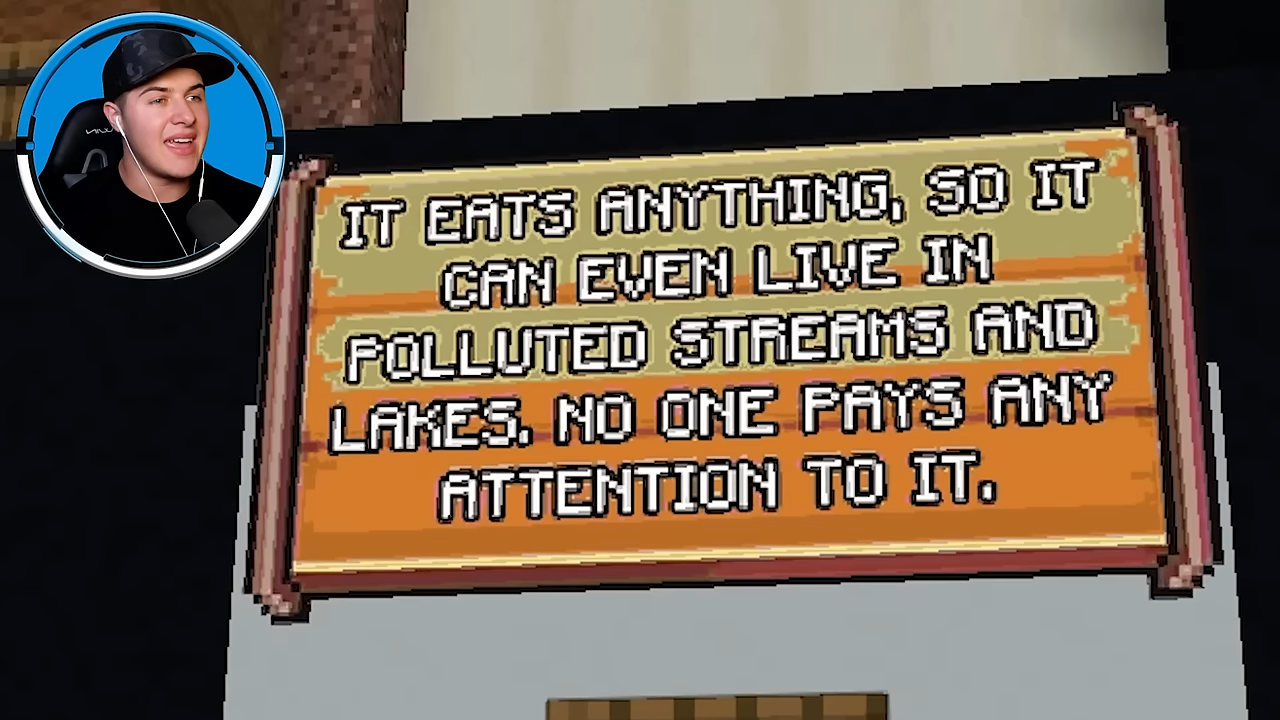 IT EATS ANYTHING, SO IT
CAN EVEN LIVE IN
POLLUTED STREAMS AND
LAKES. NO ONE PAYS ANY
ATTENTION TO IT.